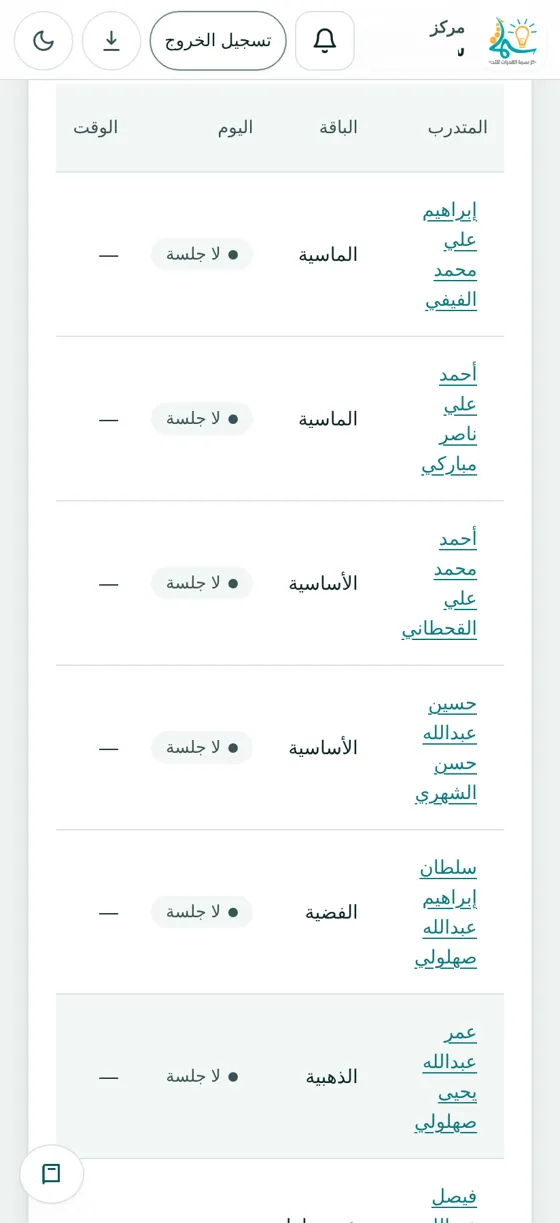 مركز
تسجيل الخروج
المتدرب الباقة اليوم الوقت
إبراهيم
علي
محمد
الفيفي
الماسية لا جلسة —
أحمد
علي
ناصر
مباركي
الماسية لا جلسة —
أحمد
محمد
علي
القحطاني
الأساسية لا جلسة —
حسين
عبدالله
حسن
الشهري
الأساسية لا جلسة —
سلطان
إبراهيم
عبدالله
صهلولي
الفضية لا جلسة —
عمر
عبدالله
يحيى
صهلولي
الذهبية لا جلسة —
فيصل